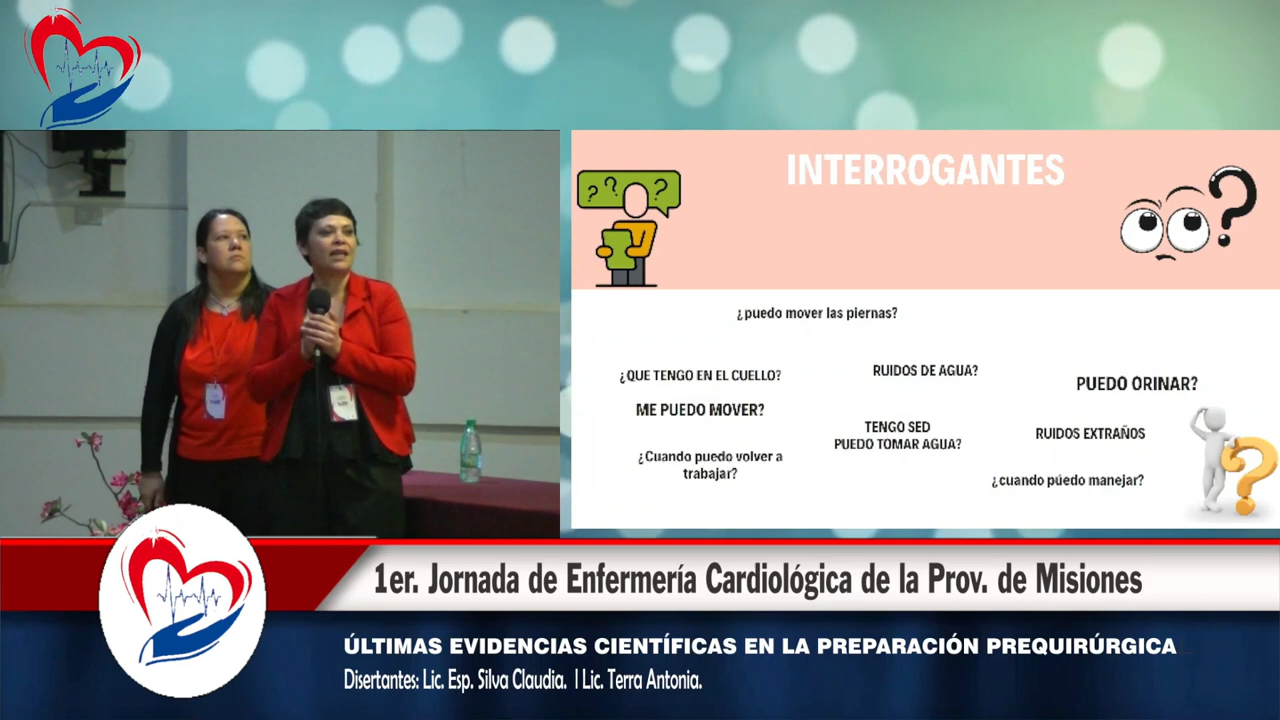 INTERROGANTES
¿puedo mover las piernas?
¿QUE TENGO EN EL CUELLO?
RUIDOS DE AGUA?
PUEDO ORINAR?
ME PUEDO MOVER?
TENGO SED
PUEDO TOMAR AGUA?
RUIDOS EXTRAÑOS
¿Cuando puedo volver a
trabajar?
¿cuando puedo manejar?
1er. Jornada de Enfermería Cardiológica de la Prov. de Misiones
ÚLTIMAS EVIDENCIAS CIENTÍFICAS EN LA PREPARACIÓN PREQUIRÚRGICA
Disertantes: Lic. Esp. Silva Claudia. | Lic. Terra Antonia.